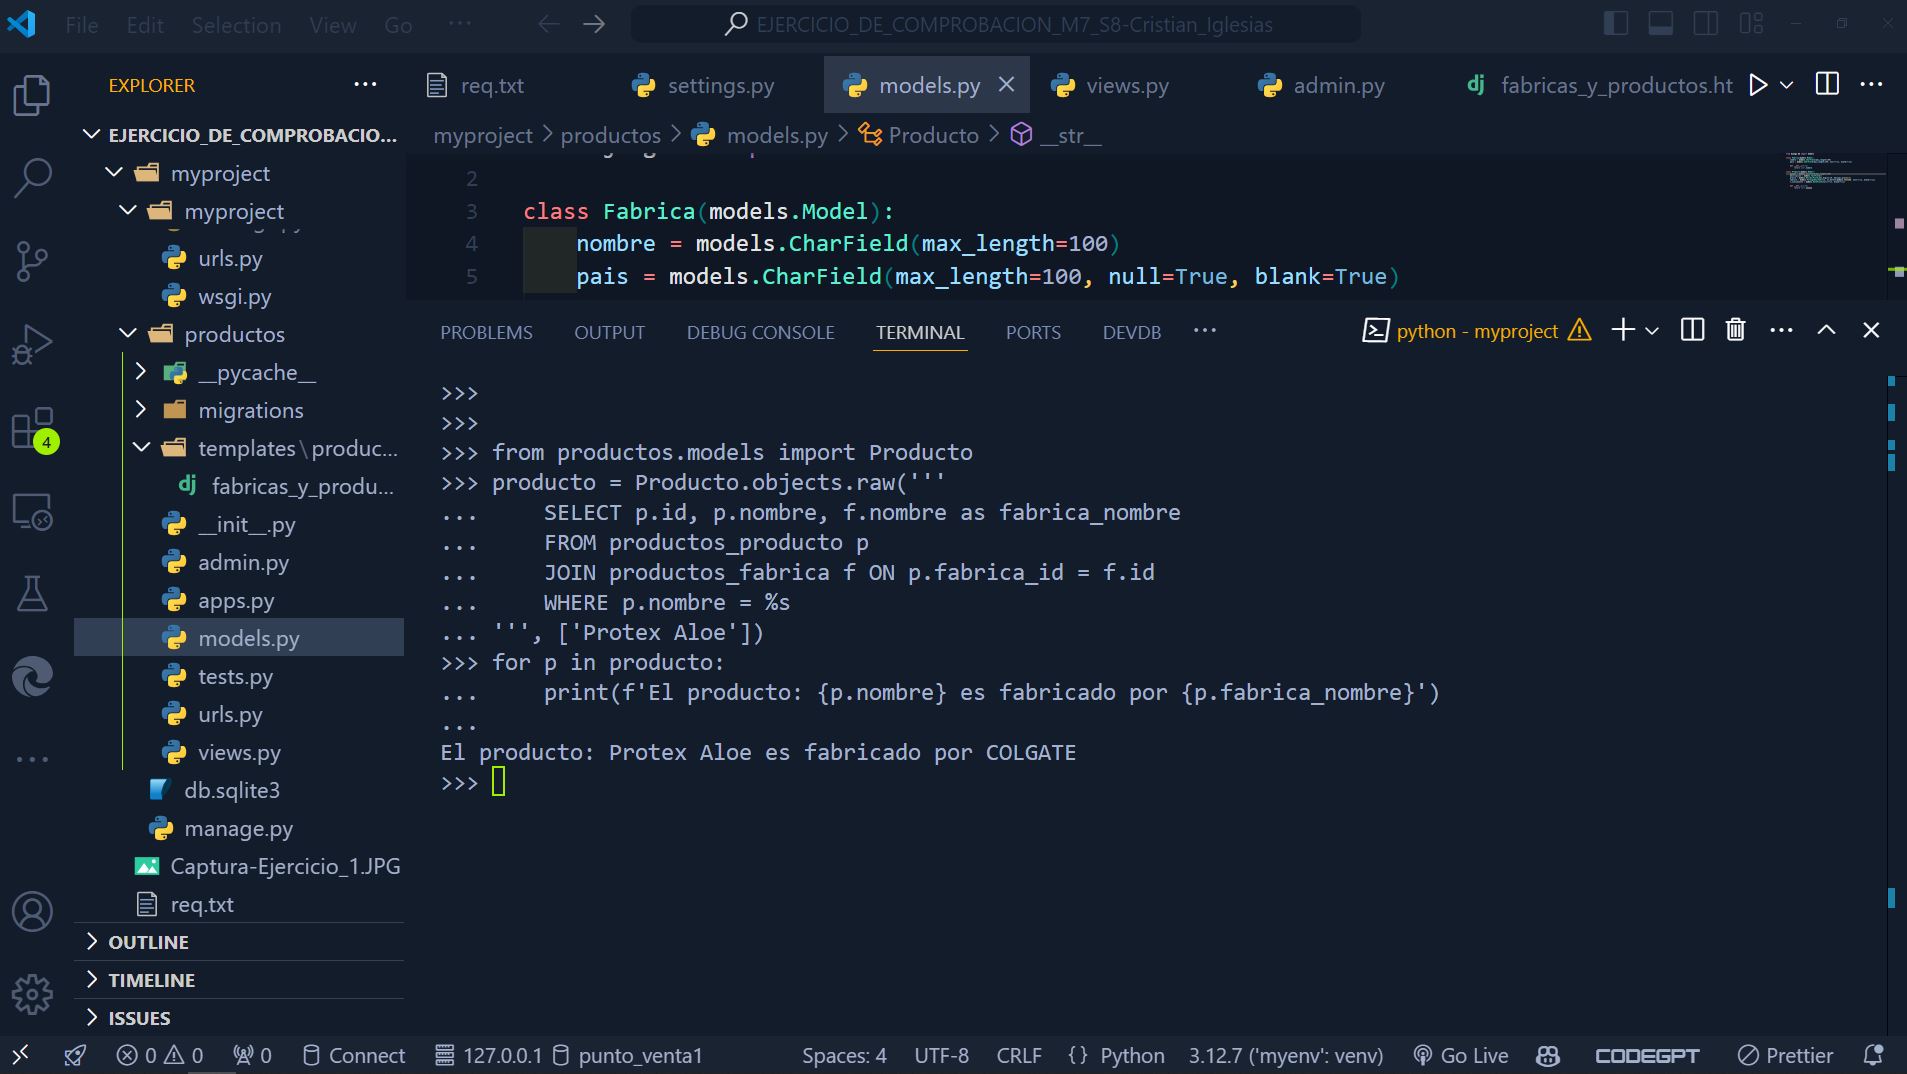 File Edit Selection View Go ... EJERCICIO_DE_COMPROBACION_M7_S8-Cristian_Iglesias
EXPLORER ... req.txt settings.py models.py views.py admin.py fabricas_y_productos.ht
EJERCICIO_DE_COMPROBACIO... myproject productos models.py Producto __str__
myproject
myproject
urls.py
wsgi.py
productos
__pycache__
migrations
templates\produc...
fabricas_y_produ...
__init__.py
admin.py
apps.py
models.py
tests.py
urls.py
views.py
db.sqlite3
manage.py
Captura-Ejercicio_1.JPG
req.txt
OUTLINE
TIMELINE
ISSUES
4
2
3 class Fabrica(models.Model):
4 nombre = models.CharField(max_length=100)
5 pais = models.CharField(max_length=100, null=True, blank=True)
PROBLEMS OUTPUT DEBUG CONSOLE TERMINAL PORTS DEVDB ... python - myproject
>>>
>>>
>>> from productos.models import Producto
>>> producto = Producto.objects.raw('''
... SELECT p.id, p.nombre, f.nombre as fabrica_nombre
... FROM productos_producto p
... JOIN productos_fabrica f ON p.fabrica_id = f.id
... WHERE p.nombre = %s
... ''', ['Protex Aloe'])
>>> for p in producto:
... print(f'El producto: {p.nombre} es fabricado por {p.fabrica_nombre}')
...
El producto: Protex Aloe es fabricado por COLGATE
>>>
0 0 0 Connect 127.0.0.1 punto_venta1 Spaces: 4 UTF-8 CRLF {} Python 3.12.7 ('myenv': venv) Go Live CODEGPT Prettier